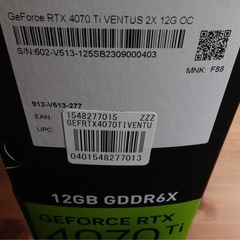 GeForce RTX 4070 Ti VENTUS 2X 12G OC
S/N:602-V513-125SB2309000403
MNK: F88
912-V513-277
EAN: 1548277015 ZZZ
GEFRTX4070TIVENTU
UPC:
0401548277013
12GB GDDR6X
GEFORCE RTX
4070 Ti